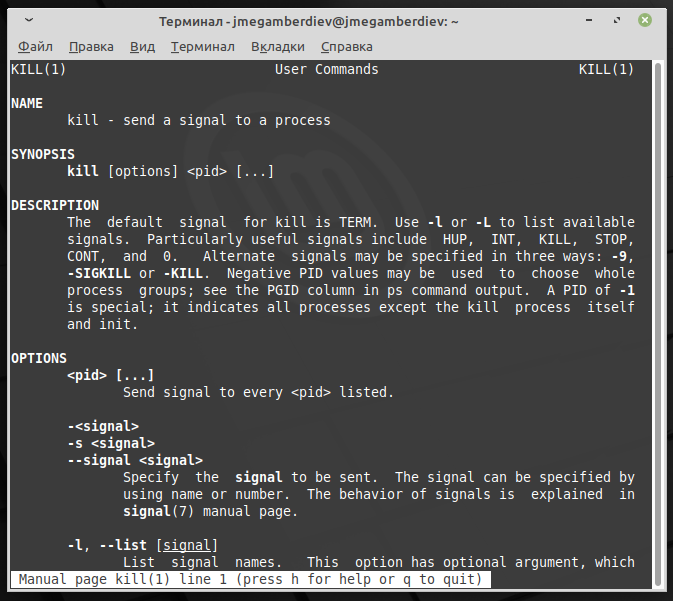 Терминал - jmegamberdiev@jmegamberdiev: ~
Файл Правка Вид Терминал Вкладки Справка
KILL(1) User Commands KILL(1)
NAME
kill - send a signal to a process
SYNOPSIS
kill [options] <pid> [...]
DESCRIPTION
The default signal for kill is TERM. Use -l or -L to list available
signals. Particularly useful signals include HUP, INT, KILL, STOP,
CONT, and 0. Alternate signals may be specified in three ways: -9,
-SIGKILL or -KILL. Negative PID values may be used to choose whole
process groups; see the PGID column in ps command output. A PID of -1
is special; it indicates all processes except the kill process itself
and init.
OPTIONS
<pid> [...]
Send signal to every <pid> listed.
-<signal>
-s <signal>
--signal <signal>
Specify the signal to be sent. The signal can be specified by
using name or number. The behavior of signals is explained in
signal(7) manual page.
-l, --list [signal]
List signal names. This option has optional argument, which
Manual page kill(1) line 1 (press h for help or q to quit)